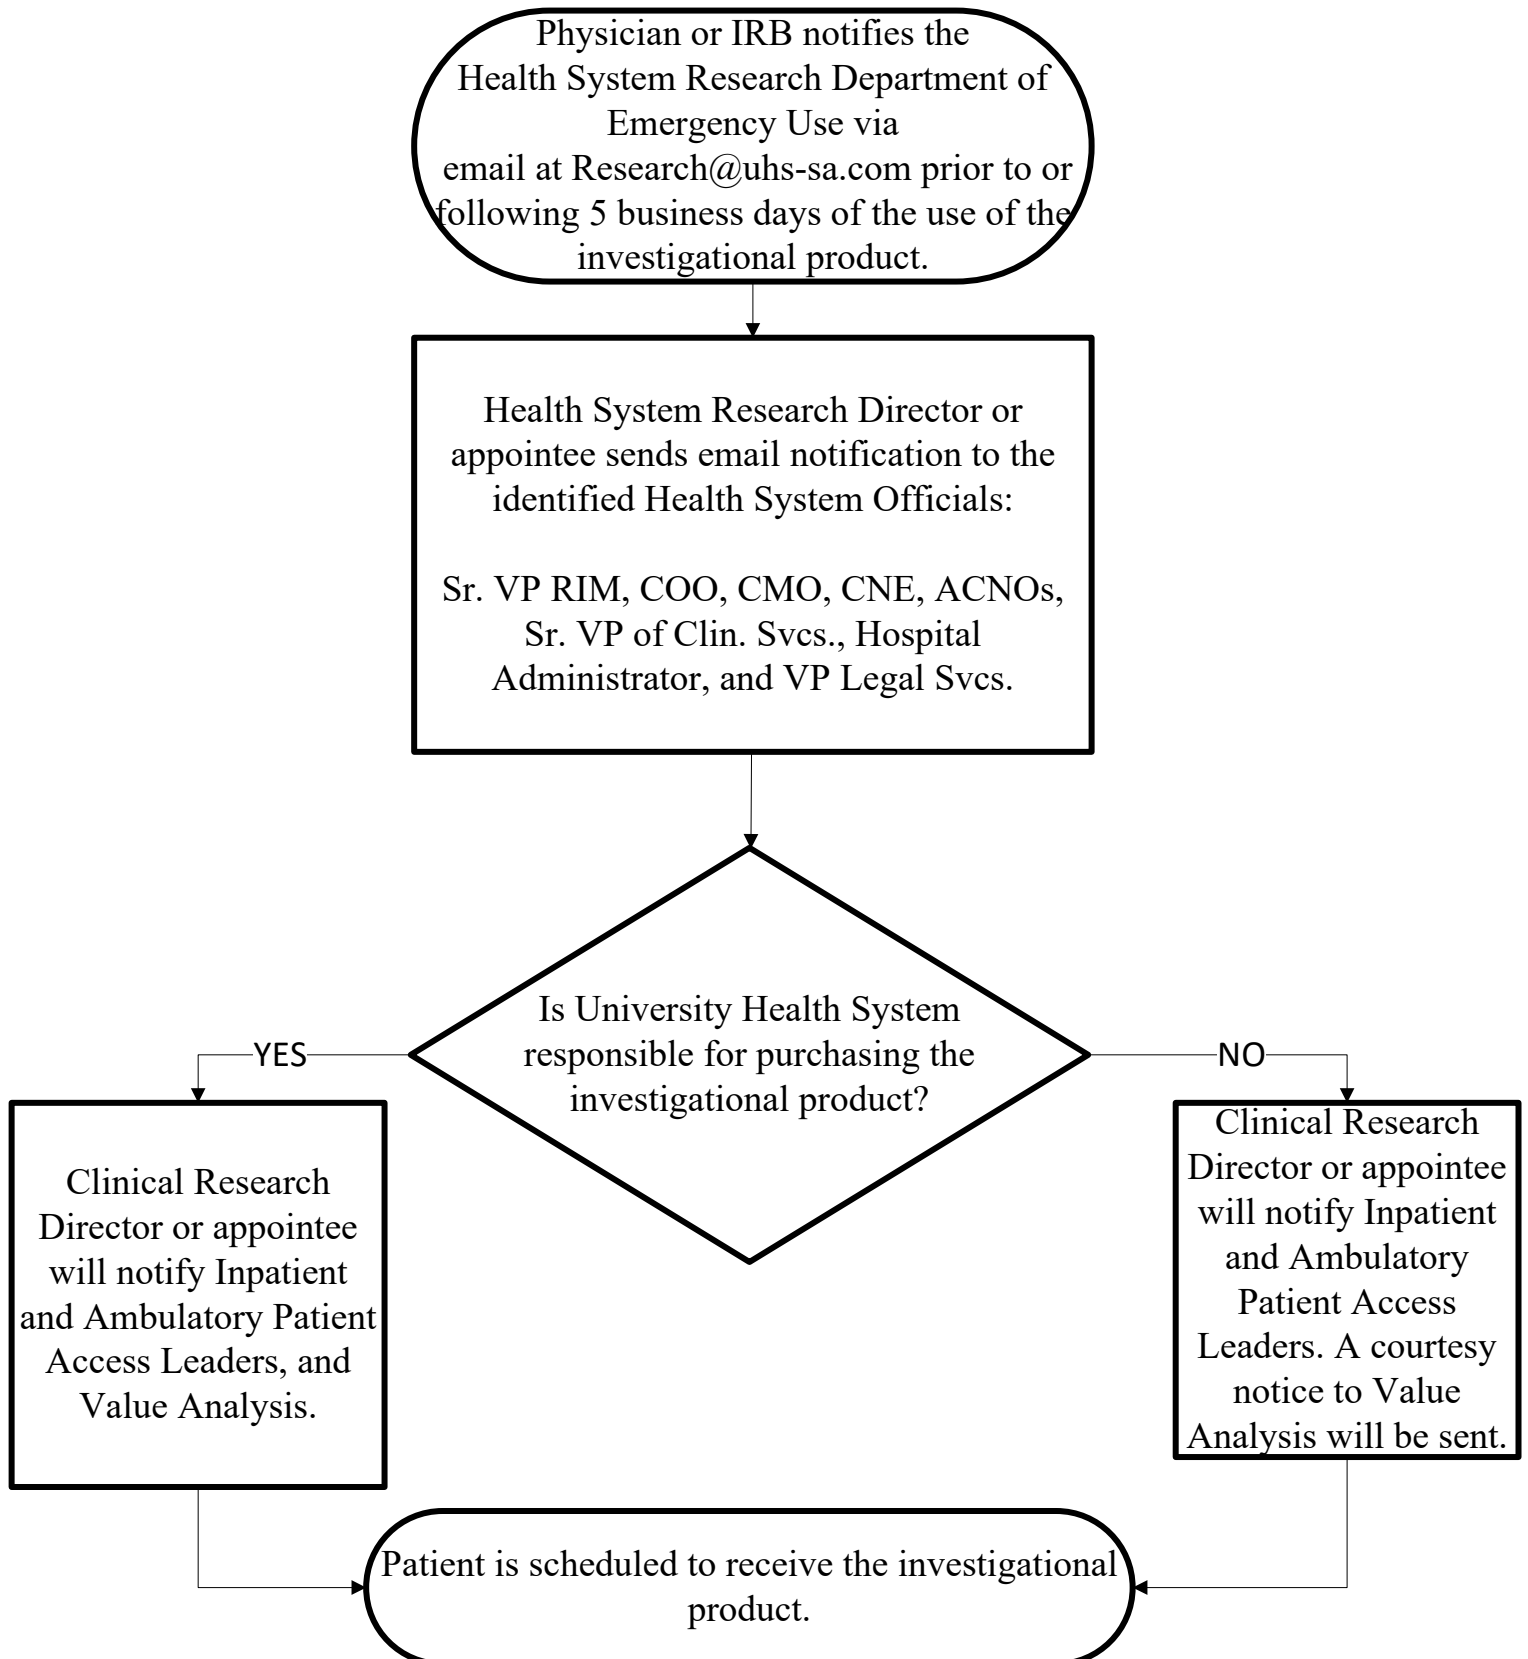 Physician or IRB notifies the
Health System Research Department of
Emergency Use via
email at Research@uhs-sa.com prior to or
following 5 business days of the use of the
investigational product.
Health System Research Director or
appointee sends email notification to the
identified Health System Officials:
Sr. VP RIM, COO, CMO, CNE, ACNOs,
Sr. VP of Clin. Svcs., Hospital
Administrator, and VP Legal Svcs.
Is University Health System
responsible for purchasing the
investigational product?
YES
NO
Clinical Research
Director or appointee
will notify Inpatient
and Ambulatory Patient
Access Leaders, and
Value Analysis.
Clinical Research
Director or appointee
will notify Inpatient
and Ambulatory
Patient Access
Leaders. A courtesy
notice to Value
Analysis will be sent.
Patient is scheduled to receive the investigational
product.